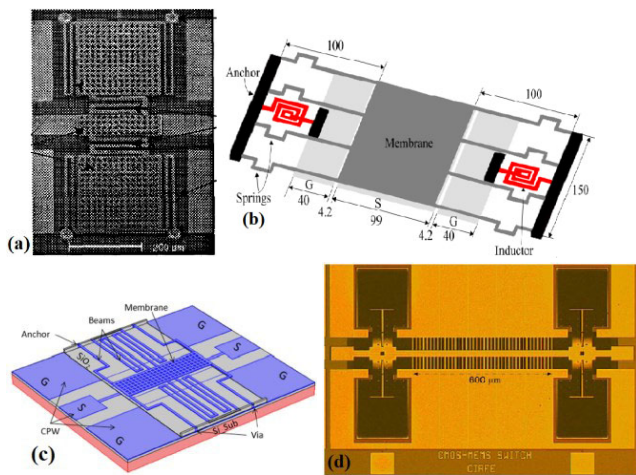 (a)
200 µm
100
Anchor
Membrane
100
Springs
G
40
4.2
S
99
4.2
G
40
Inductor
150
(b)
Membrane
Beams
Anchor
SiO2
G
S
G
G
S
G
CPW
Si Sub
Via
(c)
600 µm
CMOS-MEMS SWITCH
CIRFE
(d)